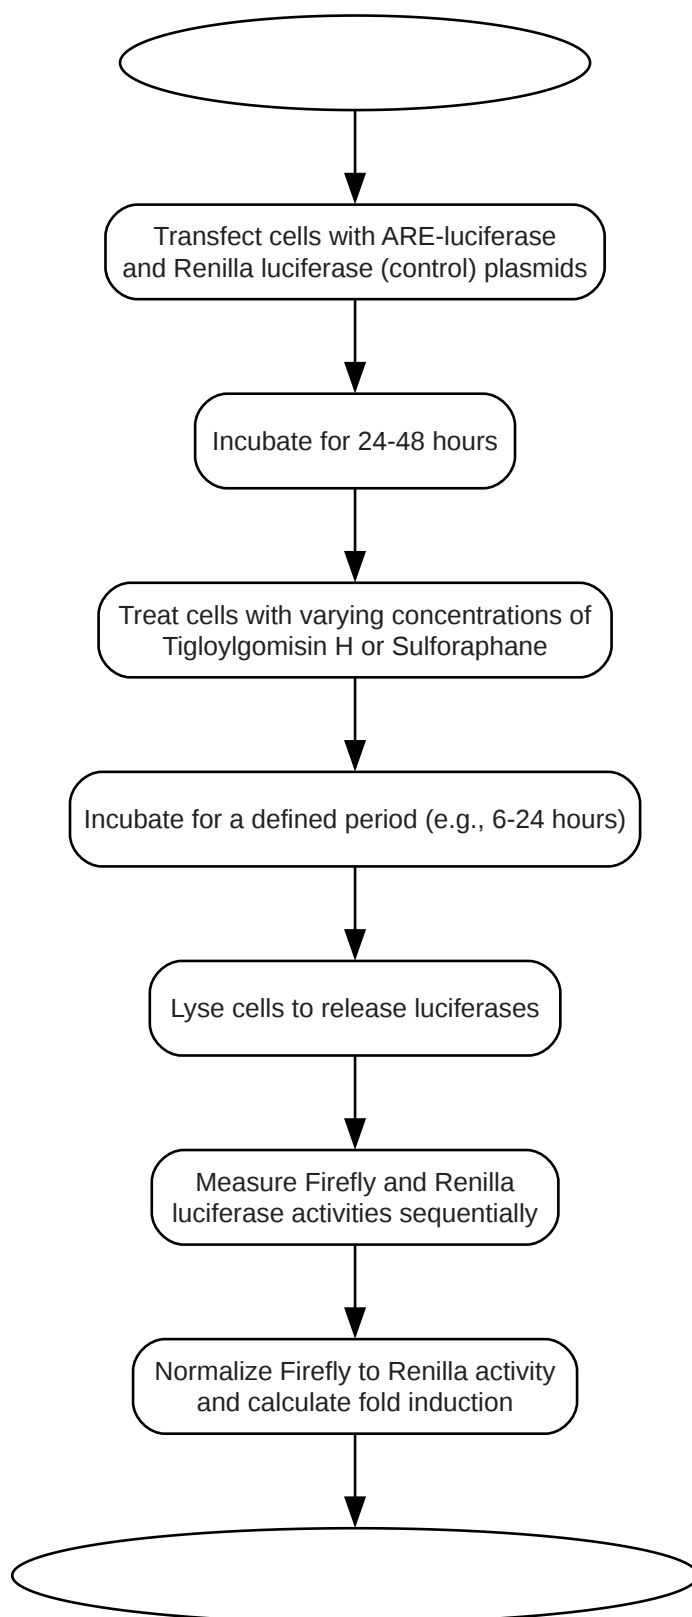 Transfect cells with ARE-luciferase
and Renilla luciferase (control) plasmids
Incubate for 24-48 hours
Treat cells with varying concentrations of
Tigloylgomisin H or Sulforaphane
Incubate for a defined period (e.g., 6-24 hours)
Lyse cells to release luciferases
Measure Firefly and Renilla
luciferase activities sequentially
Normalize Firefly to Renilla activity
and calculate fold induction